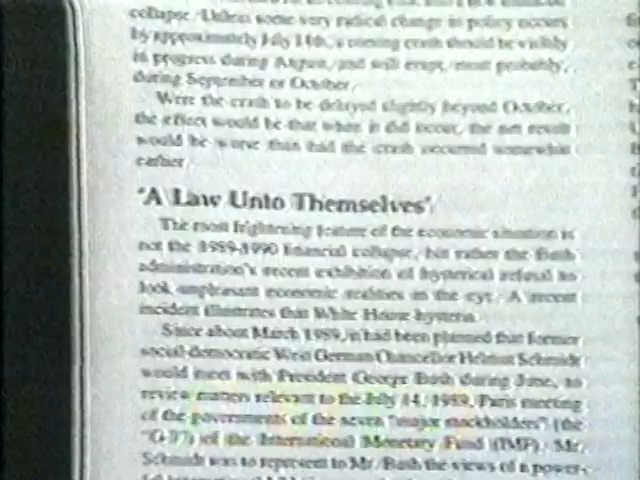 collapse. Unless some very radical change in policy occurs
by approximately July 14th, a coming crash should be visibly
in progress during August, and will erupt, most probably,
during September or October.
Were the crash to be delayed slightly beyond October,
the effect would be that when it did occur, the net result
would be worse than had the crash occurred somewhat
earlier.
'A Law Unto Themselves'
The most frightening feature of the economic situation is
not the 1989-1990 financial collapse, but rather the Bush
administration's recent exhibition of hysterical refusal to
look unpleasant economic realities in the eye. A recent
incident illustrates that White House hysteria.
Since about March 1989, it had been planned that former
social-democratic West German Chancellor Helmut Schmidt
would meet with President George Bush during June, to
review matters relevant to the July 14, 1989, Paris meeting
of the governments of the seven "major stockholders" (the
"G-7") of the International Monetary Fund (IMF). Mr.
Schmidt was to represent to Mr. Bush the views of a power-